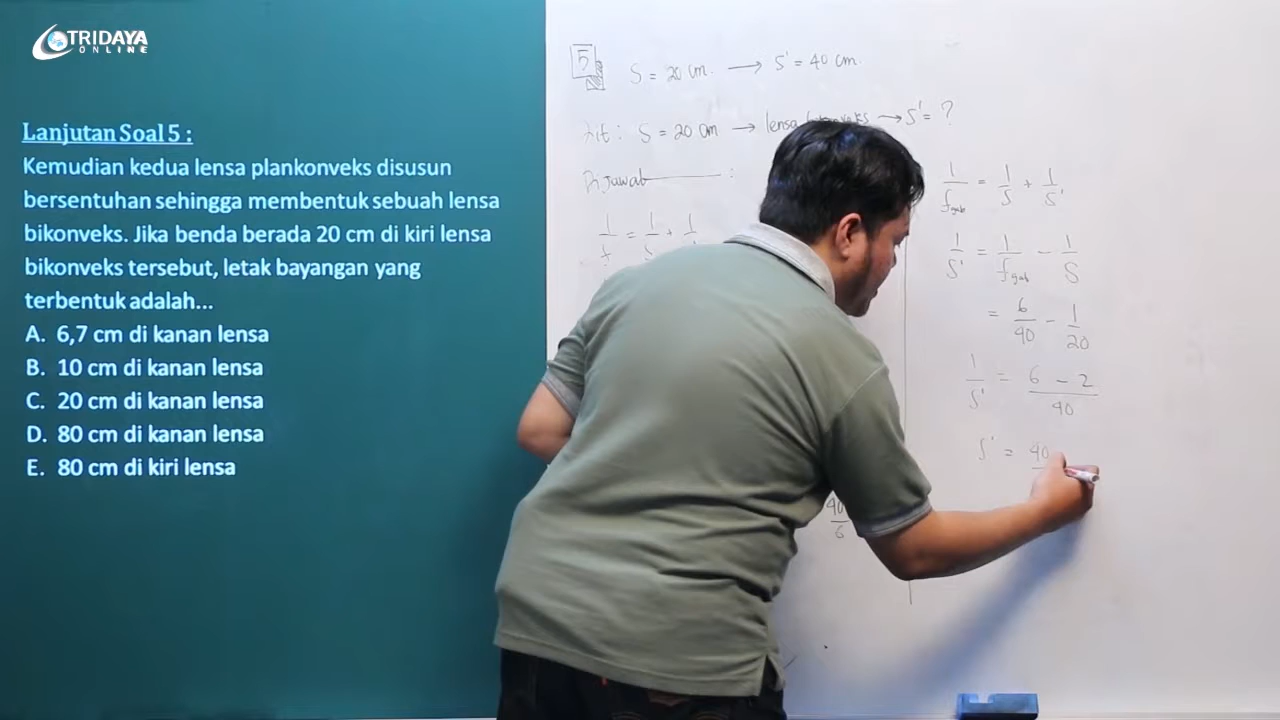 TRIDAYA
ONLINE
Lanjutan Soal 5 :
Kemudian kedua lensa plankonveks disusun
bersentuhan sehingga membentuk sebuah lensa
bikonveks. Jika benda berada 20 cm di kiri lensa
bikonveks tersebut, letak bayangan yang
terbentuk adalah...
A. 6,7 cm di kanan lensa
B. 10 cm di kanan lensa
C. 20 cm di kanan lensa
D. 80 cm di kanan lensa
E. 80 cm di kiri lensa
5
S = 20 cm. → S' = 40 cm.
Dit : S = 20 cm → lensa → S' = ?
Dijawab :
1/f = 1/s + 1/
40/6
1/fgab = 1/S + 1/S'
1/S' = 1/fgab - 1/S
= 6/40 - 1/20
1/S' = 6 - 2/40
S' = 40